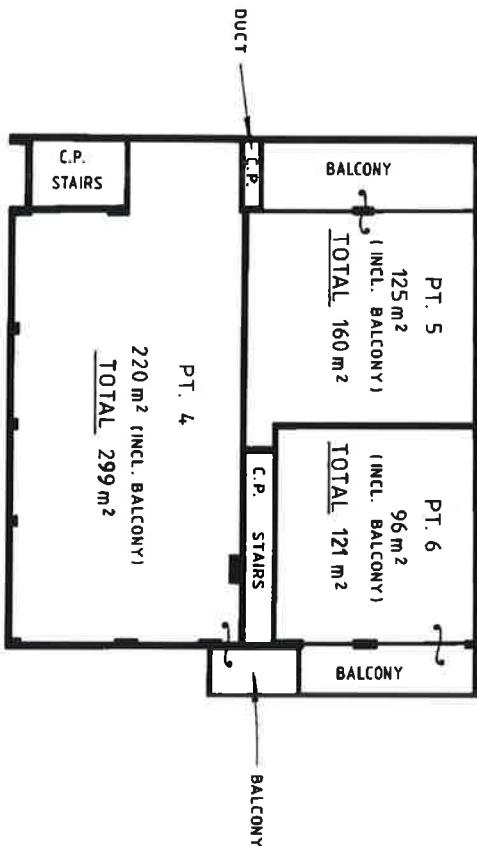 DUCT
C.P.
STAIRS
C.P.
BALCONY
PT. 5
125 m²
(INCL. BALCONY)
TOTAL 160 m²
PT. 4
220 m² (INCL. BALCONY)
TOTAL 299 m²
PT. 6
96 m²
(INCL. BALCONY)
TOTAL 121 m²
C.P. STAIRS
BALCONY
BALCONY